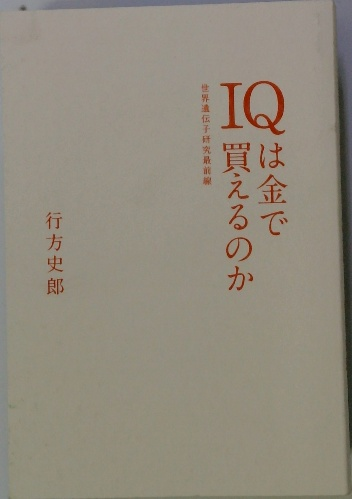 IQは金で
買えるのか
世界遺伝子研究最前線
行方史郎